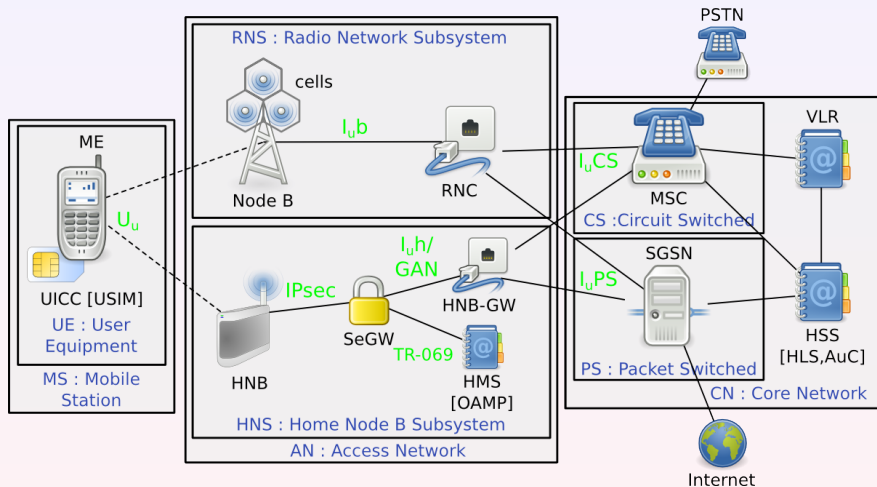 PSTN
RNS : Radio Network Subsystem
cells
Iub
Node B
RNC
ME
Uu
UICC [USIM]
UE : User
Equipment
MS : Mobile
Station
IuCS
MSC
CS :Circuit Switched
VLR
Iuh/
GAN
IPsec
HNB-GW
SeGW
HNB
TR-069
HMS
[OAMP]
HNS : Home Node B Subsystem
AN : Access Network
SGSN
IuPS
PS : Packet Switched
HSS
[HLS,AuC]
CN : Core Network
Internet